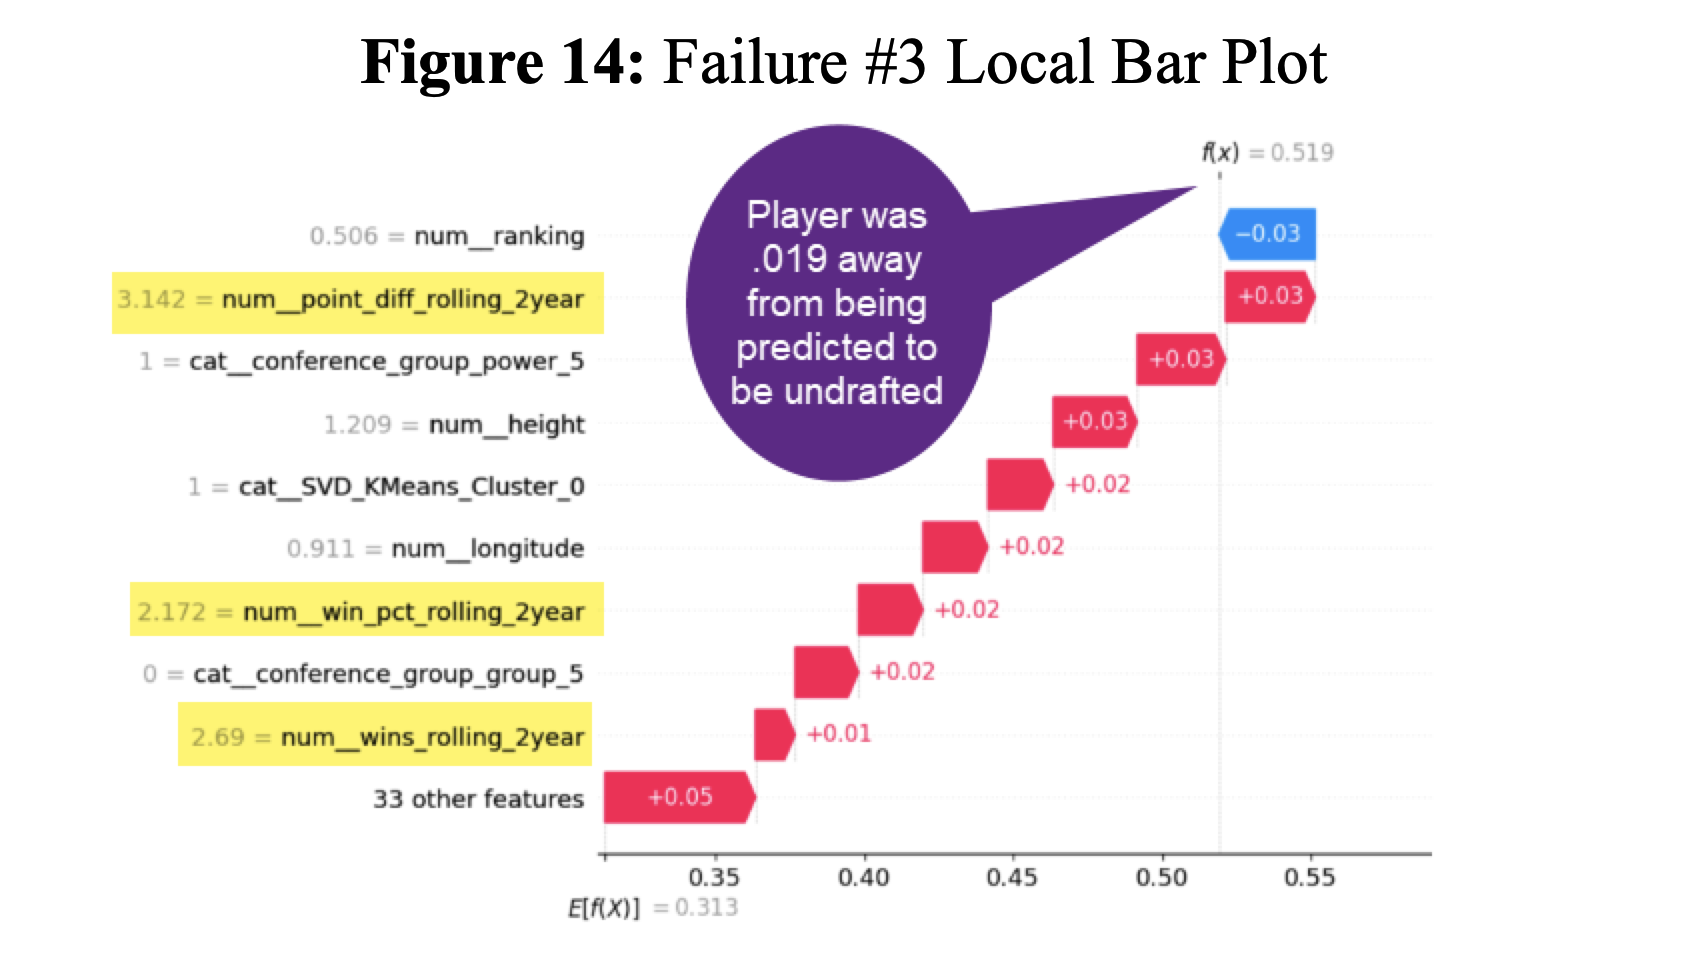 Figure 14: Failure #3 Local Bar Plot
f(x) = 0.519
Player was
.019 away
from being
predicted to
be undrafted
0.506 = num__ranking
−0.03
3.142 = num__point_diff_rolling_2year
+0.03
1 = cat__conference_group_power_5
+0.03
1.209 = num__height
+0.03
1 = cat__SVD_KMeans_Cluster_0
+0.02
0.911 = num__longitude
+0.02
2.172 = num__win_pct_rolling_2year
+0.02
0 = cat__conference_group_group_5
+0.02
2.69 = num__wins_rolling_2year
+0.01
33 other features
+0.05
0.35 0.40 0.45 0.50 0.55
E[f(X)] = 0.313